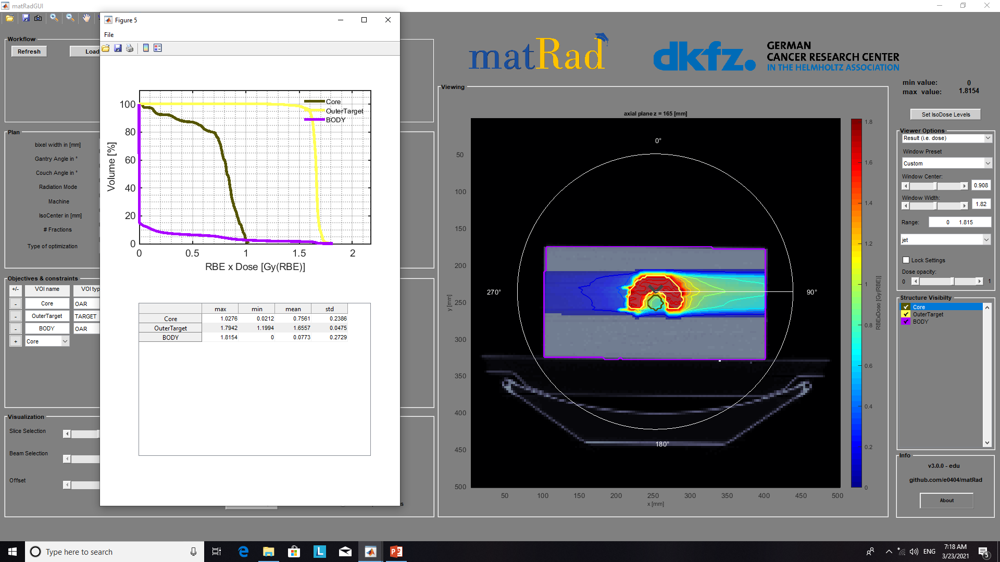 matRadGUI
Figure 5
File
Workflow
Refresh
Load
Plan
bixel width in [mm]
Gantry Angle in °
Couch Angle in °
Radiation Mode
Machine
IsoCenter in [mm]
# Fractions
Type of optimization
Objectives & constraints
+/-
VOI name
VOI typ
-
Core
OAR
-
OuterTarget
TARGET
-
BODY
OAR
+
Core
Visualization
Slice Selection
Beam Selection
Offset
Volume [%]
100
80
60
40
20
0
0
0.5
1
1.5
2
RBE x Dose [Gy(RBE)]
Core
OuterTarget
BODY
max min mean std
Core 1.0276 0.0212 0.7561 0.2386
OuterTarget 1.7942 1.1994 1.6557 0.0475
BODY 1.8154 0 0.0773 0.2729
s
matRad
dkfz.
GERMAN
CANCER RESEARCH CENTER
IN THE HELMHOLTZ ASSOCIATION
Viewing
axial plane z = 165 [mm]
0°
90°
180°
270°
y [mm]
50
100
150
200
250
300
350
400
450
500
50
100
150
200
250
300
350
400
450
500
x [mm]
1.8
1.6
1.4
1.2
1
0.8
0.6
0.4
0.2
0
RBExDose [Gy(RBE)]
min value: 0
max value: 1.8154
Set IsoDose Levels
Viewer Options
Result (i.e. dose)
Window Preset
Custom
Window Center:
0.908
Window Width:
1.82
Range: 0 1.815
jet
Lock Settings
Dose opacity:
0 1
Structure Visibilty
Core
OuterTarget
BODY
Info
v3.0.0 - edu
github.com/e0404/matRad
About
Type here to search
L
ENG
7:18 AM
3/23/2021
5